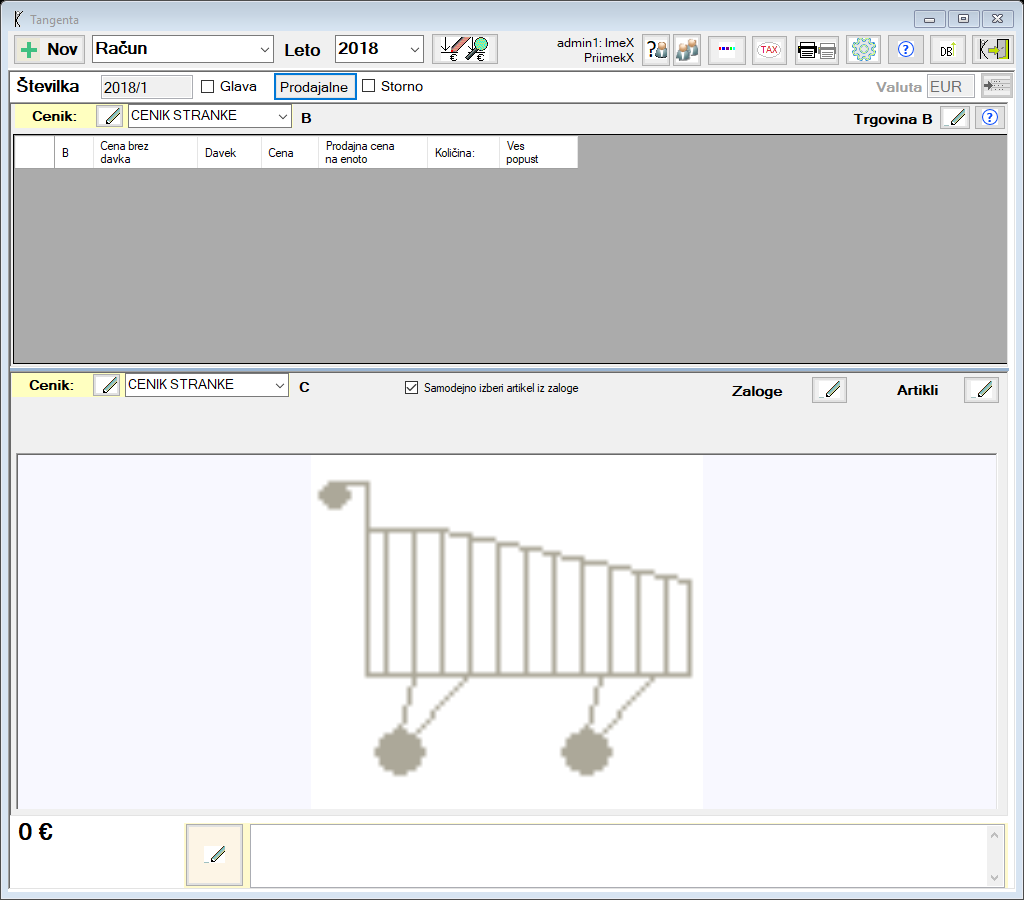 Tangenta
Nov
Račun
Leto
2018
admin1: ImeX
PriimekX
?
TAX
?
DB
Številka
2018/1
Glava
Prodajalne
Storno
Valuta
EUR
Cenik:
CENIK STRANKE
B
Trgovina B
?
B
Cena brez
davka
Davek
Cena
Prodajna cena
na enoto
Količina:
Ves
popust
Cenik:
CENIK STRANKE
C
Samodejno izberi artikel iz zaloge
Zaloge
Artikli
0 €